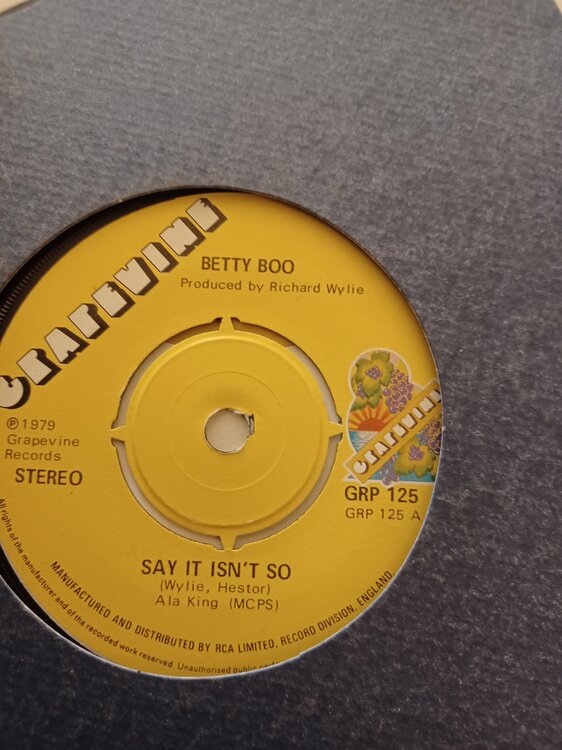 GRAPEVINE
BETTY BOO
Produced by Richard Wylie
℗1979
Grapevine
Records
STEREO
GRAPEVINE
GRP 125
GRP 125 A
SAY IT ISN'T SO
(Wylie, Hestor)
Ala King (MCPS)
MANUFACTURED AND DISTRIBUTED BY RCA LIMITED, RECORD DIVISION, ENGLAND.
All rights of the manufacturer and of the recorded work reserved Unauthorised public